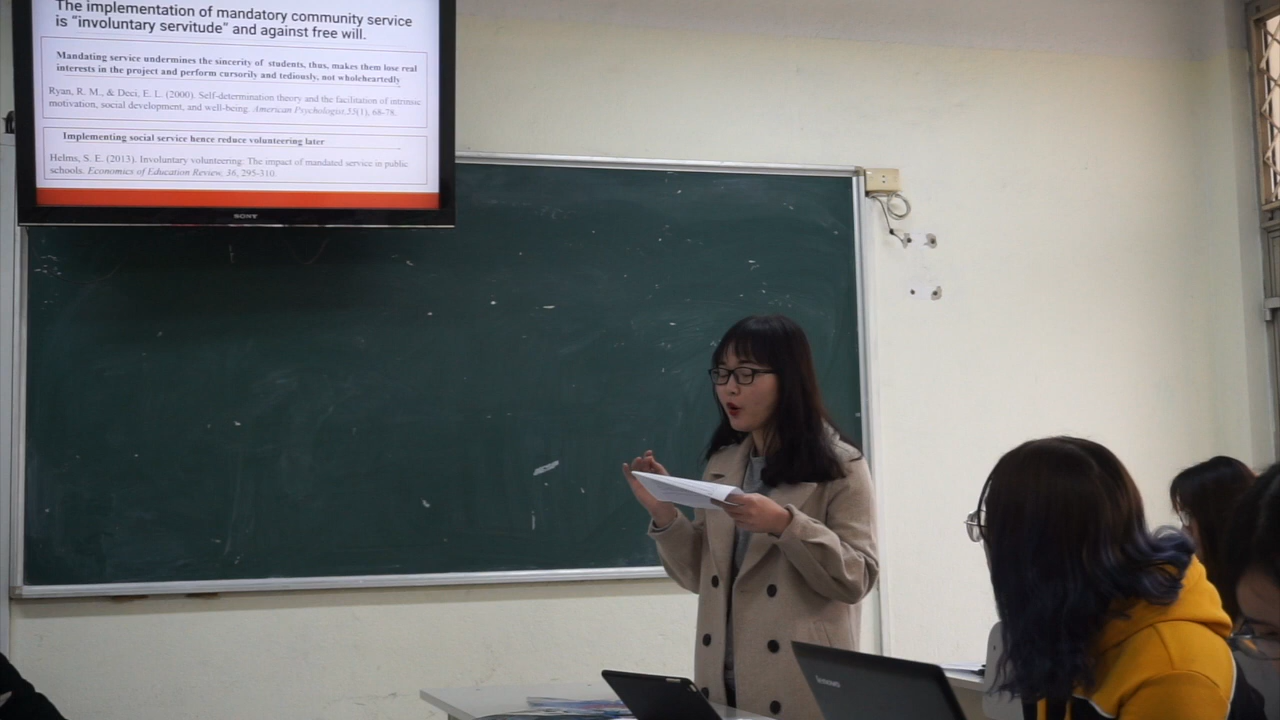 The implementation of mandatory community service
is “involuntary servitude” and against free will.
Mandating service undermines the sincerity of students, thus, makes them lose real
interests in the project and perform cursorily and tediously, not wholeheartedly
Ryan, R. M., & Deci, E. L. (2000). Self-determination theory and the facilitation of intrinsic
motivation, social development, and well-being. American Psychologist,55(1), 68-78.
Implementing social service hence reduce volunteering later
Helms, S. E. (2013). Involuntary volunteering: The impact of mandated service in public
schools. Economics of Education Review, 36, 295-310.
SONY
lenovo